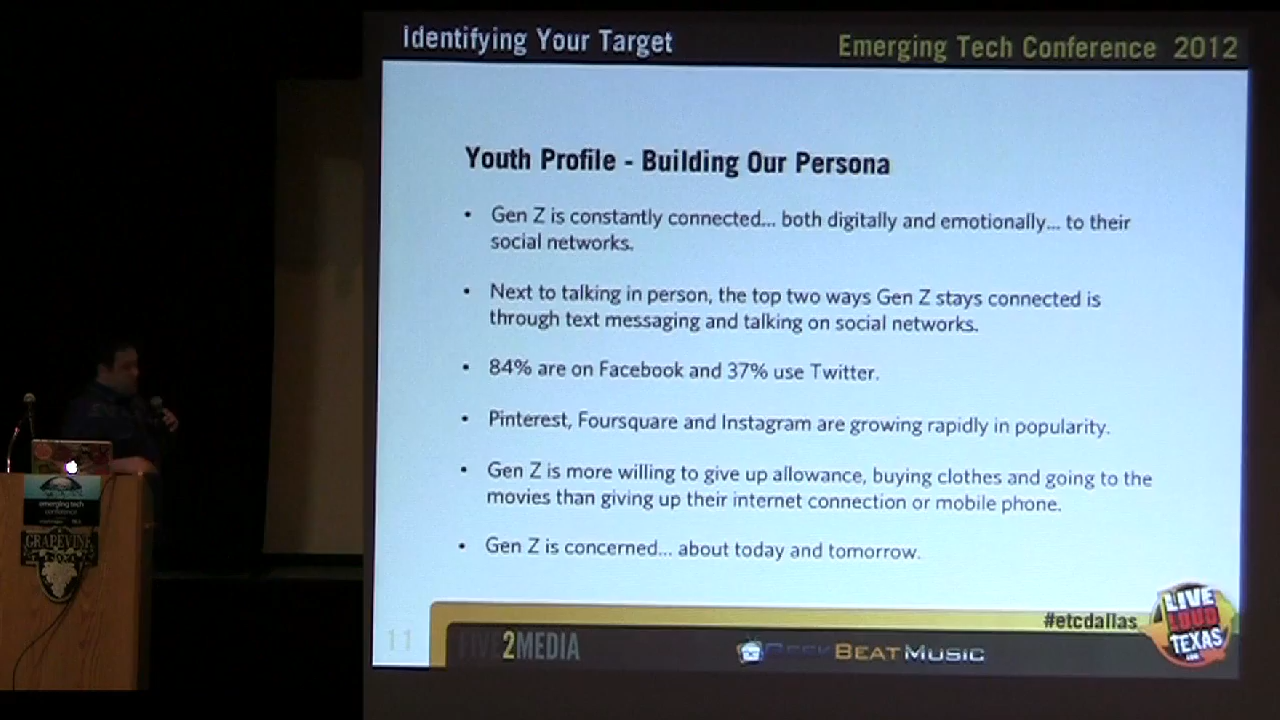 Identifying Your Target
Emerging Tech Conference 2012
Youth Profile - Building Our Persona
• Gen Z is constantly connected... both digitally and emotionally... to their
social networks.
• Next to talking in person, the top two ways Gen Z stays connected is
through text messaging and talking on social networks.
• 84% are on Facebook and 37% use Twitter.
• Pinterest, Foursquare and Instagram are growing rapidly in popularity.
• Gen Z is more willing to give up allowance, buying clothes and going to the
movies than giving up their internet connection or mobile phone.
• Gen Z is concerned... about today and tomorrow.
#etcdallas
LIVE
LOUD
TEXAS
11
FIVE2MEDIA
GEEKBEATMUSIC
emerging tech
conference
GRAPEVINE